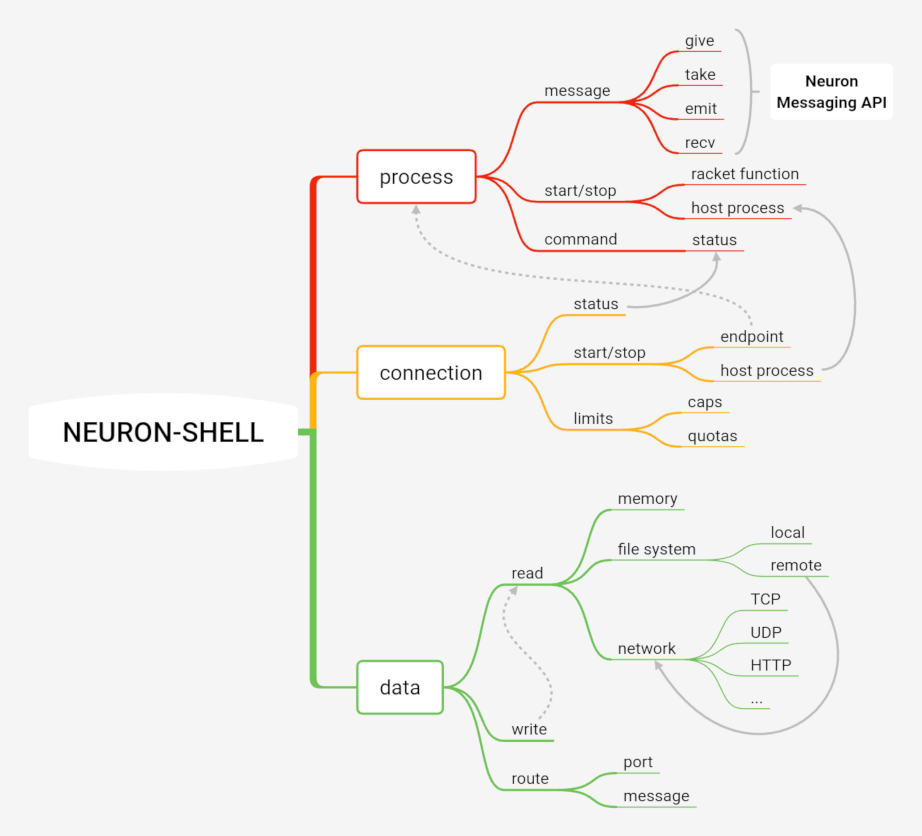 NEURON-SHELL
process
message
give
take
emit
recv
Neuron
Messaging API
start/stop
racket function
host process
command
status
connection
status
start/stop
endpoint
host process
limits
caps
quotas
data
read
memory
file system
local
remote
network
TCP
UDP
HTTP
...
write
route
port
message